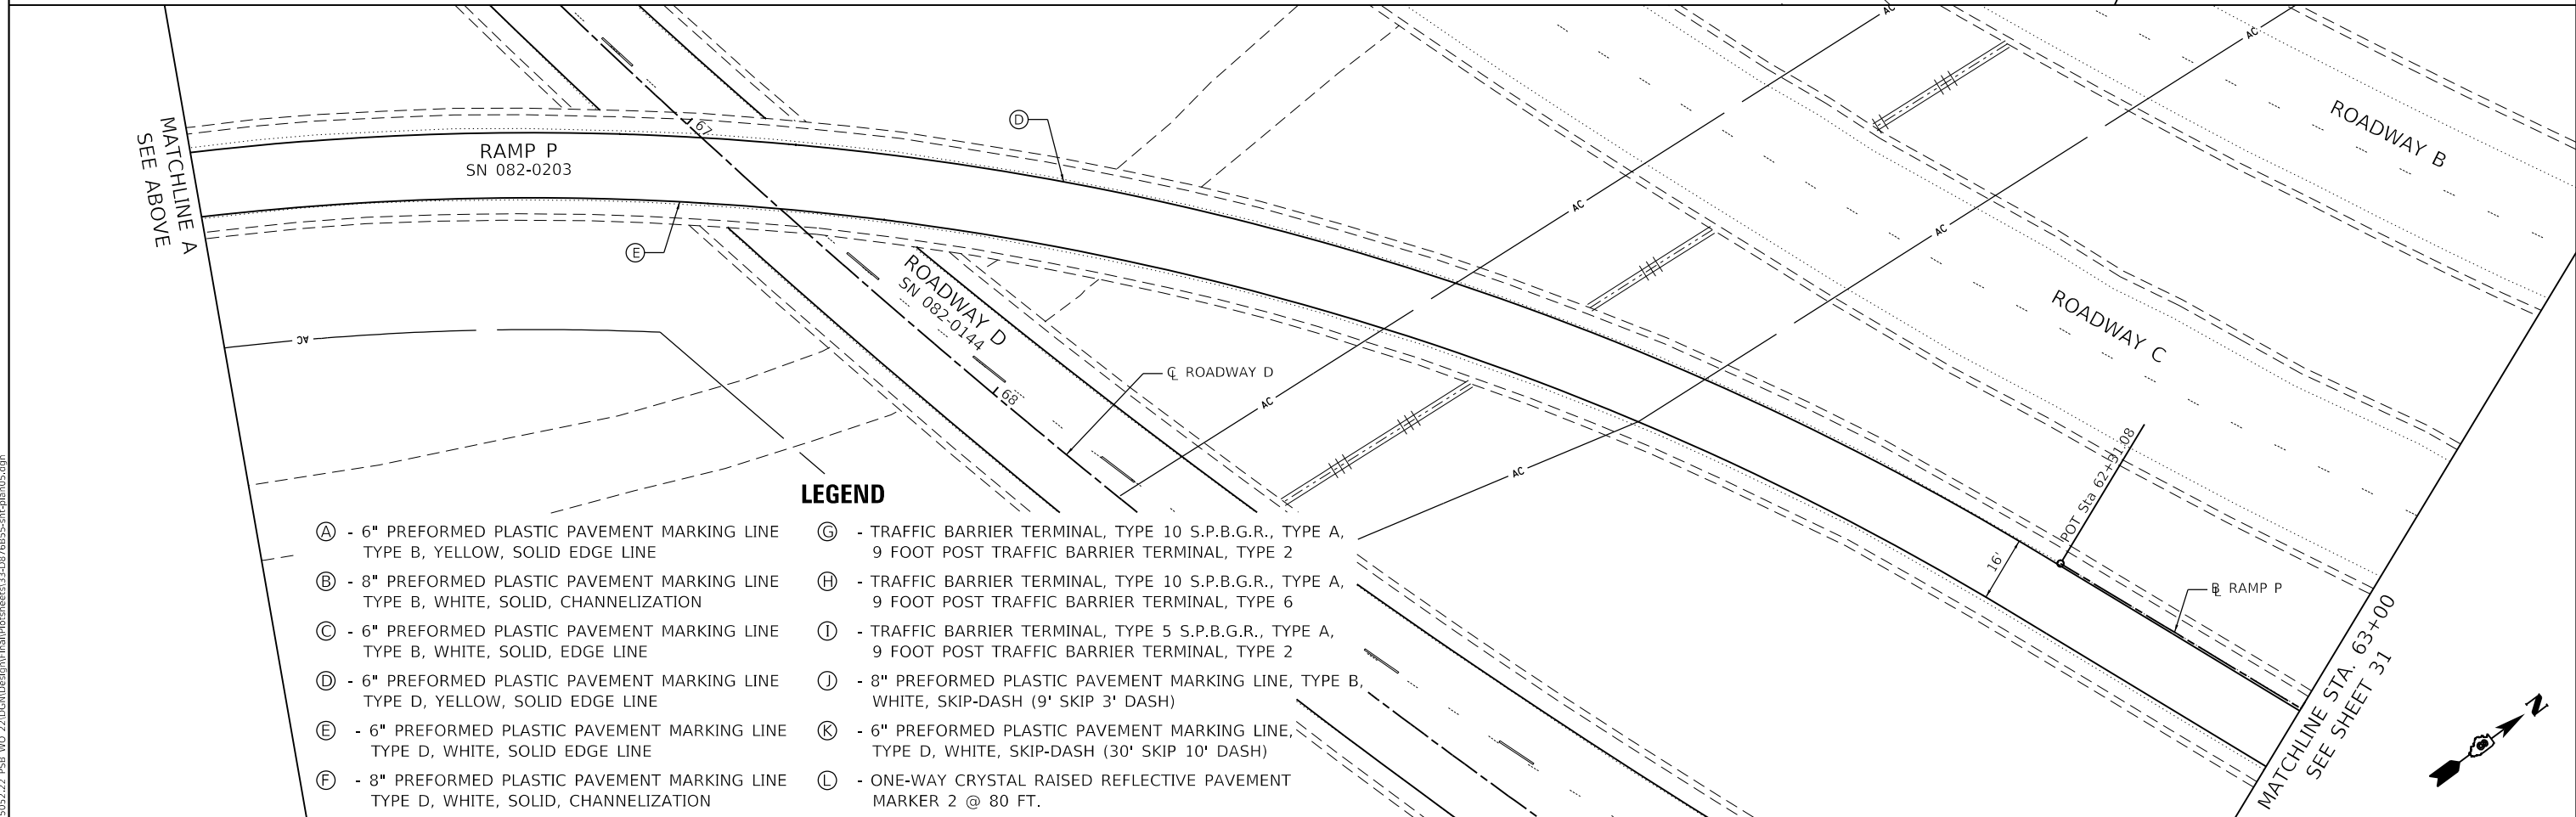 MATCHLINE A
SEE ABOVE
RAMP P
SN 082-0203
67
D
E
ROADWAY D
SN 082-0144
68
℄ ROADWAY D
AC
AC
AC
AC
AC
AC
AC
AC
ROADWAY B
ROADWAY C
POT Sta 62+31.08
16'
BL RAMP P
MATCHLINE STA. 63+00
SEE SHEET 31
N
LEGEND
A - 6" PREFORMED PLASTIC PAVEMENT MARKING LINE
TYPE B, YELLOW, SOLID EDGE LINE
B - 8" PREFORMED PLASTIC PAVEMENT MARKING LINE
TYPE B, WHITE, SOLID, CHANNELIZATION
C - 6" PREFORMED PLASTIC PAVEMENT MARKING LINE
TYPE B, WHITE, SOLID, EDGE LINE
D - 6" PREFORMED PLASTIC PAVEMENT MARKING LINE
TYPE D, YELLOW, SOLID EDGE LINE
E - 6" PREFORMED PLASTIC PAVEMENT MARKING LINE
TYPE D, WHITE, SOLID EDGE LINE
F - 8" PREFORMED PLASTIC PAVEMENT MARKING LINE
TYPE D, WHITE, SOLID, CHANNELIZATION
G - TRAFFIC BARRIER TERMINAL, TYPE 10 S.P.B.G.R., TYPE A,
9 FOOT POST TRAFFIC BARRIER TERMINAL, TYPE 2
H - TRAFFIC BARRIER TERMINAL, TYPE 10 S.P.B.G.R., TYPE A,
9 FOOT POST TRAFFIC BARRIER TERMINAL, TYPE 6
I - TRAFFIC BARRIER TERMINAL, TYPE 5 S.P.B.G.R., TYPE A,
9 FOOT POST TRAFFIC BARRIER TERMINAL, TYPE 2
J - 8" PREFORMED PLASTIC PAVEMENT MARKING LINE, TYPE B,
WHITE, SKIP-DASH (9' SKIP 3' DASH)
K - 6" PREFORMED PLASTIC PAVEMENT MARKING LINE,
TYPE D, WHITE, SKIP-DASH (30' SKIP 10' DASH)
L - ONE-WAY CRYSTAL RAISED REFLECTIVE PAVEMENT
MARKER 2 @ 80 FT.